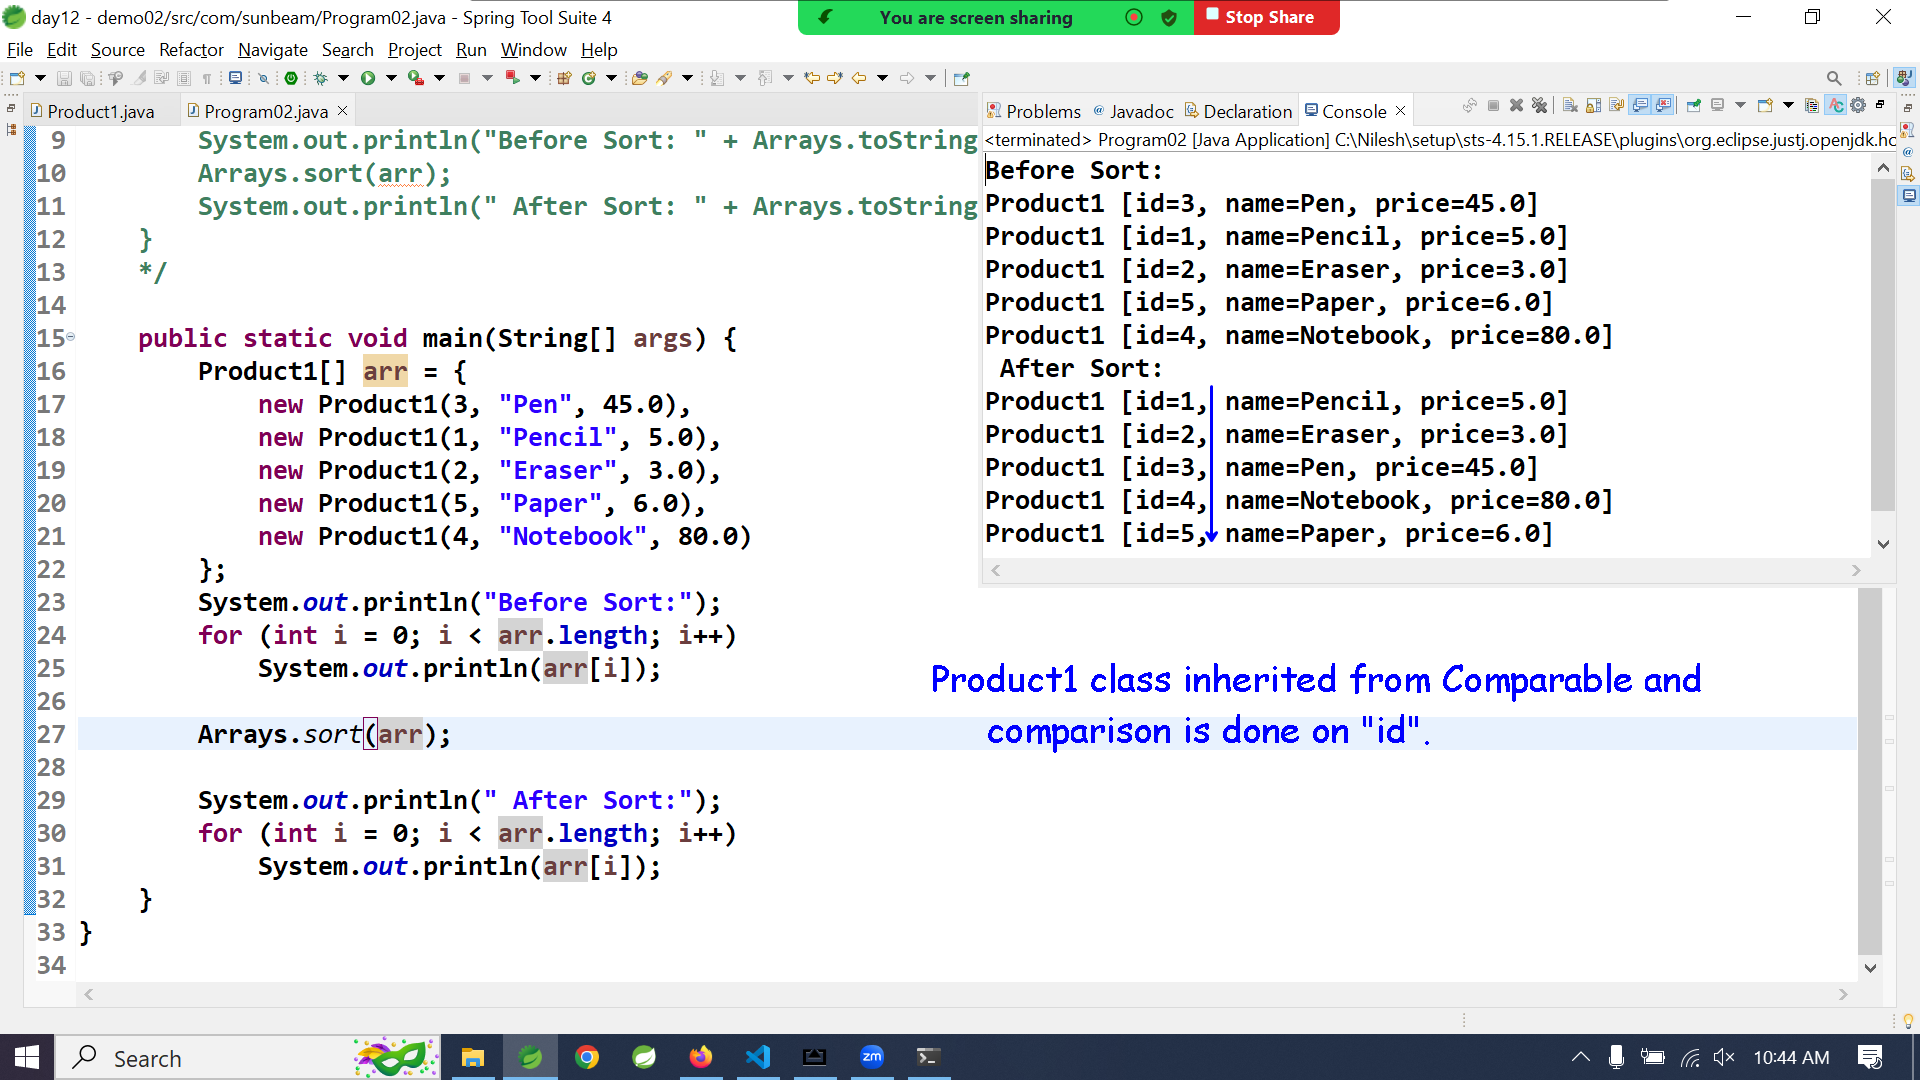 day12 - demo02/src/com/sunbeam/Program02.java - Spring Tool Suite 4
You are screen sharing
Stop Share
File Edit Source Refactor Navigate Search Project Run Window Help
Product1.java
Program02.java
Problems
@ Javadoc
Declaration
Console
<terminated> Program02 [Java Application] C:\Nilesh\setup\sts-4.15.1.RELEASE\plugins\org.eclipse.justj.openjdk.ho
9 System.out.println("Before Sort: " + Arrays.toString
10 Arrays.sort(arr);
11 System.out.println(" After Sort: " + Arrays.toString
12 }
13 */
14
15 public static void main(String[] args) {
16 Product1[] arr = {
17 new Product1(3, "Pen", 45.0),
18 new Product1(1, "Pencil", 5.0),
19 new Product1(2, "Eraser", 3.0),
20 new Product1(5, "Paper", 6.0),
21 new Product1(4, "Notebook", 80.0)
22 };
23 System.out.println("Before Sort:");
24 for (int i = 0; i < arr.length; i++)
25 System.out.println(arr[i]);
26
27 Arrays.sort(arr);
28
29 System.out.println(" After Sort:");
30 for (int i = 0; i < arr.length; i++)
31 System.out.println(arr[i]);
32 }
33 }
34
Before Sort:
Product1 [id=3, name=Pen, price=45.0]
Product1 [id=1, name=Pencil, price=5.0]
Product1 [id=2, name=Eraser, price=3.0]
Product1 [id=5, name=Paper, price=6.0]
Product1 [id=4, name=Notebook, price=80.0]
After Sort:
Product1 [id=1, name=Pencil, price=5.0]
Product1 [id=2, name=Eraser, price=3.0]
Product1 [id=3, name=Pen, price=45.0]
Product1 [id=4, name=Notebook, price=80.0]
Product1 [id=5, name=Paper, price=6.0]
Product1 class inherited from Comparable and
comparison is done on "id".
Search
zm
10:44 AM